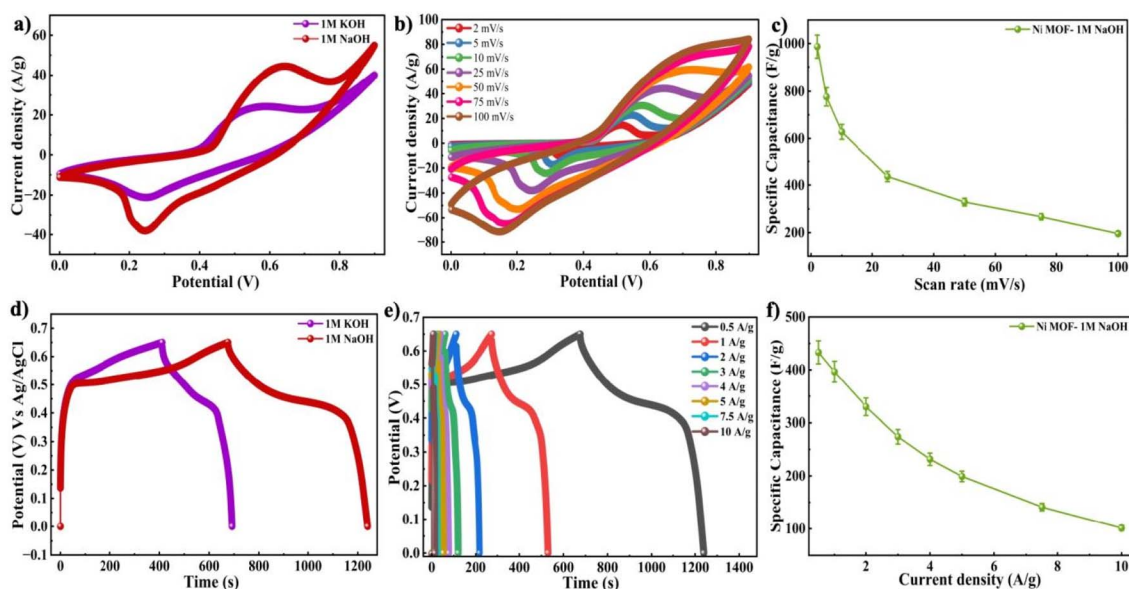 a)
1M KOH
1M NaOH
Current density (A/g)
60
40
20
0
−20
−40
0.0 0.2 0.4 0.6 0.8
Potential (V)
b)
2 mV/s
5 mV/s
10 mV/s
25 mV/s
50 mV/s
75 mV/s
100 mV/s
Current density (A/g)
100
80
60
40
20
0
−20
−40
−60
−80
0.0 0.2 0.4 0.6 0.8
Potential (V)
c)
Ni MOF- 1M NaOH
Specific Capacitance (F/g)
1000
800
600
400
200
0 20 40 60 80 100
Scan rate (mV/s)
d)
1M KOH
1M NaOH
Potential (V) Vs Ag/AgCl
0.7
0.6
0.5
0.4
0.3
0.2
0.1
0.0
−0.1
0 200 400 600 800 1000 1200
Time (s)
e)
0.5 A/g
1 A/g
2 A/g
3 A/g
4 A/g
5 A/g
7.5 A/g
10 A/g
Potential (V)
0.7
0.6
0.5
0.4
0.3
0.2
0.1
0.0
0 200 400 600 800 1000 1200 1400
Time (s)
f)
Ni MOF- 1M NaOH
Specific Capacitance (F/g)
500
400
300
200
100
2 4 6 8 10
Current density (A/g)